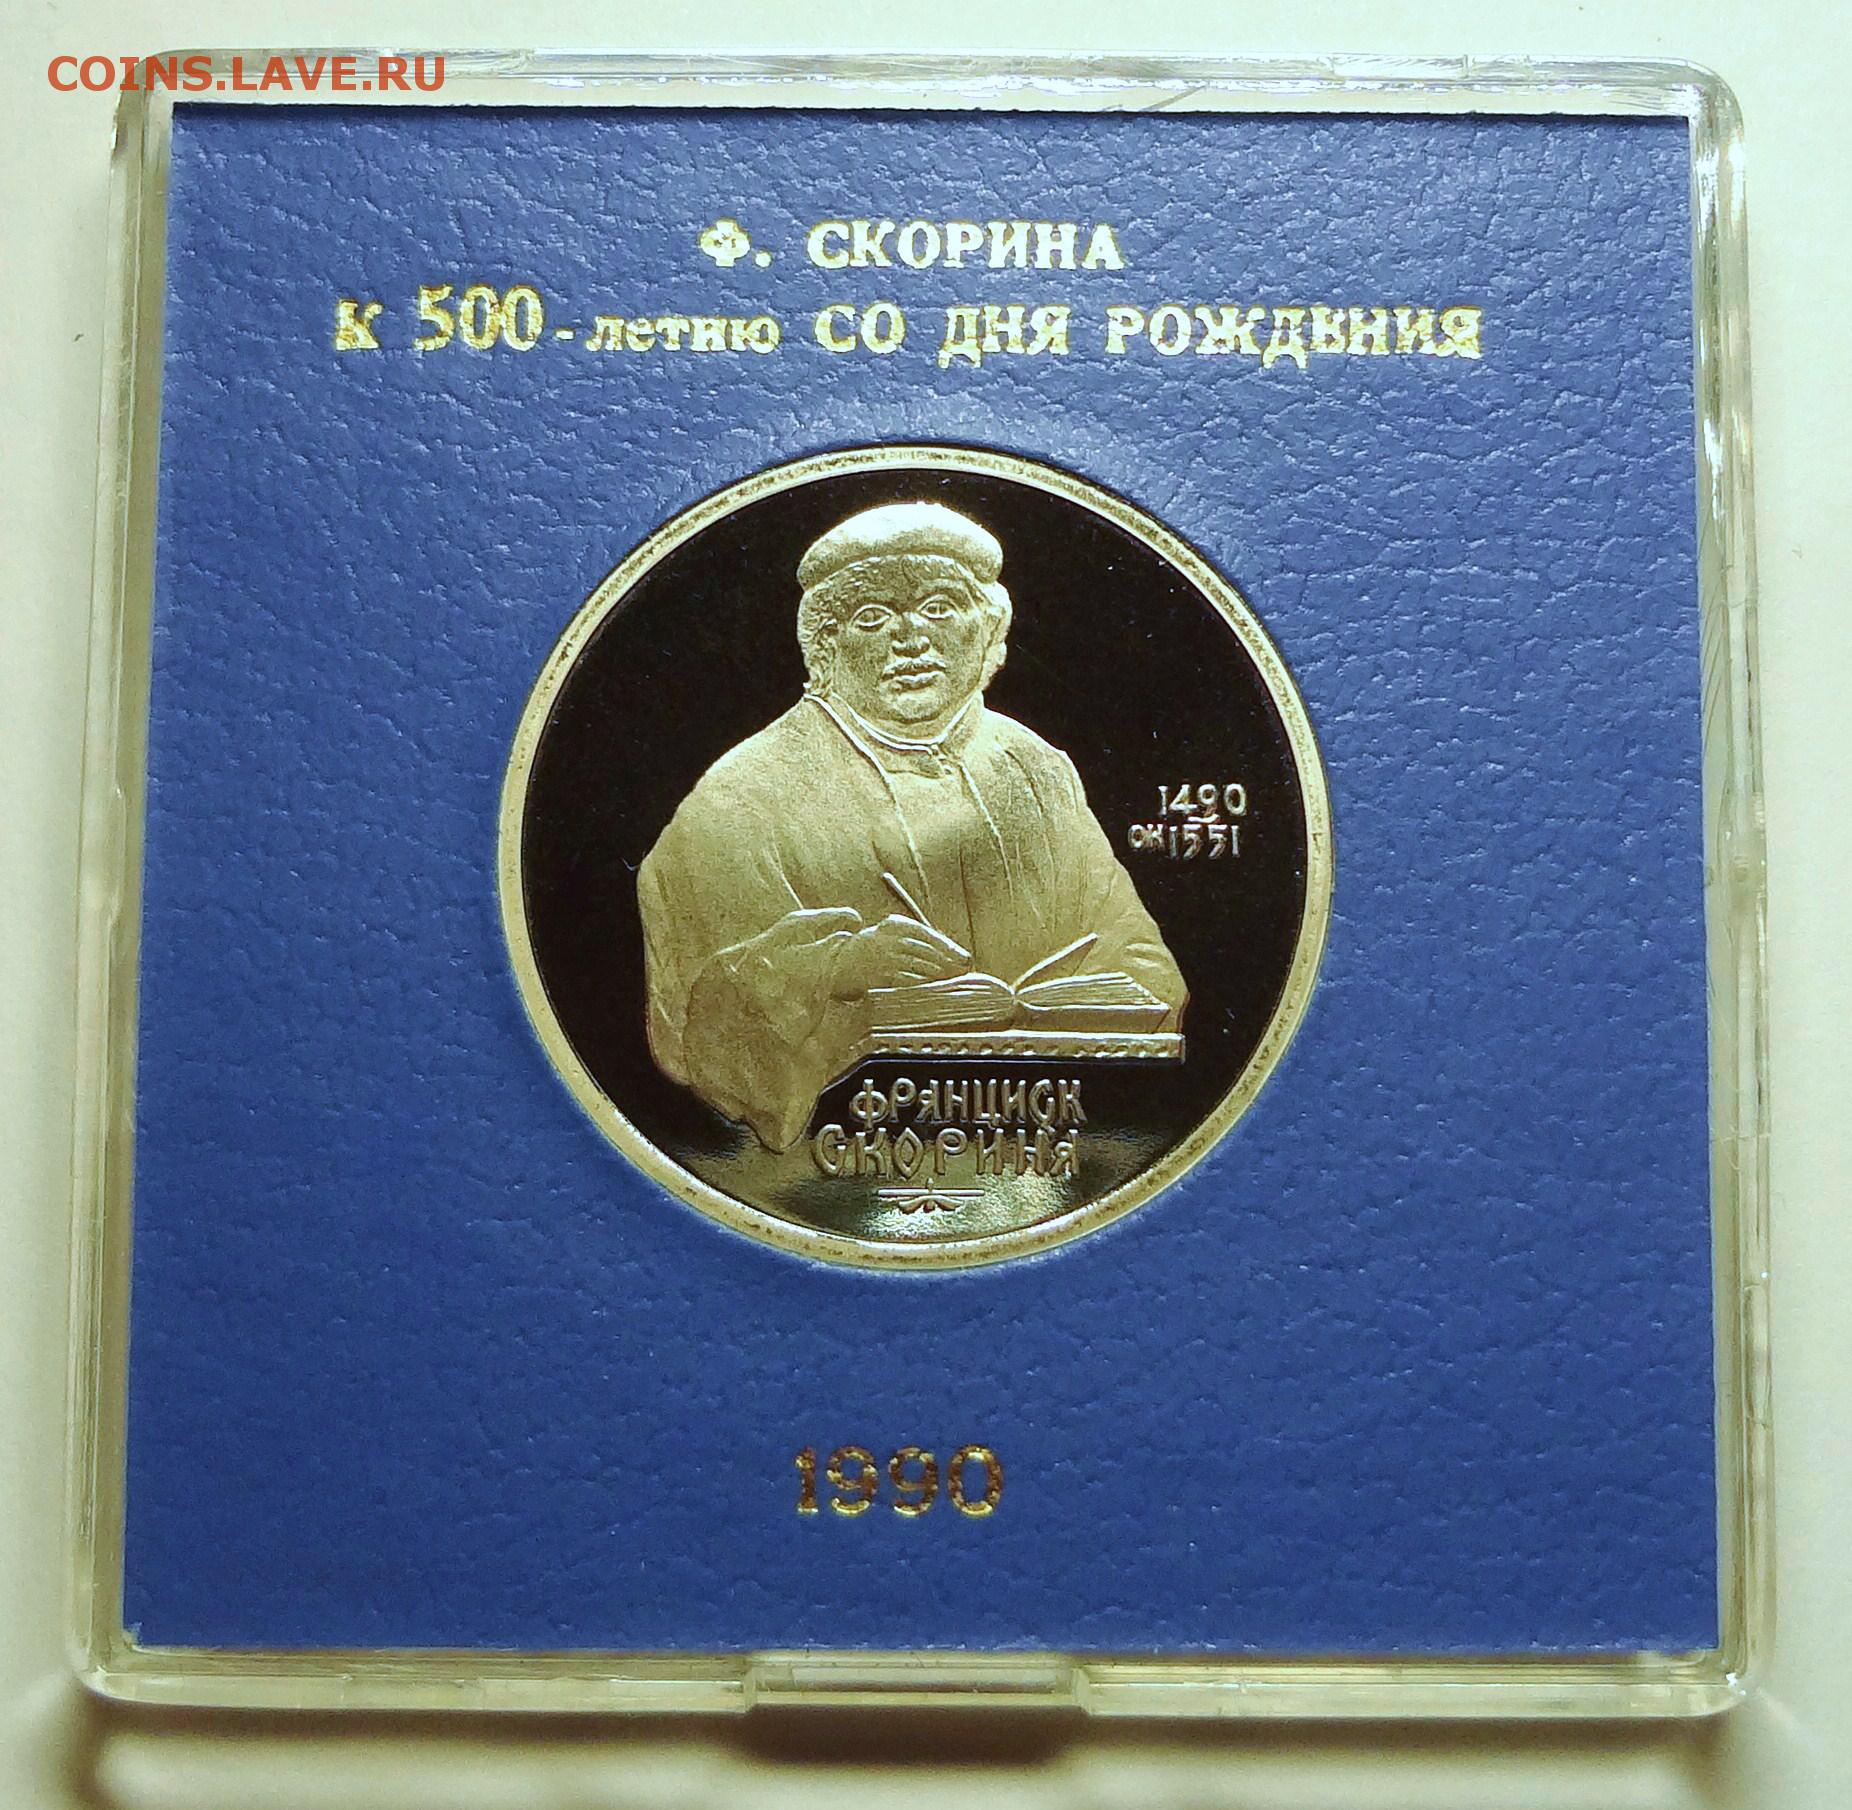 COINS.LAVE.RU
Ф. СКОРИНА
К 500-летию СО ДНЯ РОЖДЕНИЯ
1490
ОК 1551
ФРАНЦИСК
СКОРИНА
1990